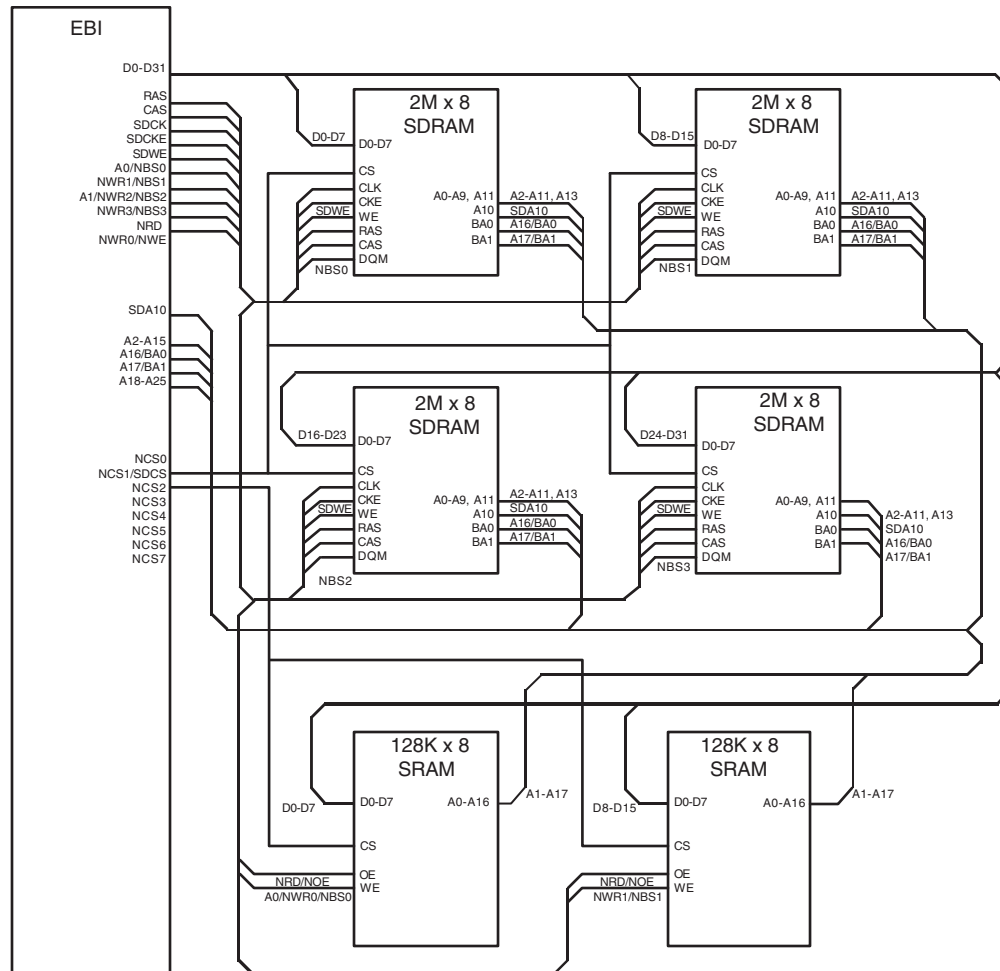 EBI
D0-D31
RAS
CAS
SDCK
SDCKE
SDWE
A0/NBS0
NWR1/NBS1
A1/NWR2/NBS2
NWR3/NBS3
NRD
NWR0/NWE
SDA10
A2-A15
A16/BA0
A17/BA1
A18-A25
NCS0
NCS1/SDCS
NCS2
NCS3
NCS4
NCS5
NCS6
NCS7
2M x 8
SDRAM
D0-D7
D0-D7
CS
CLK
CKE
SDWE
WE
RAS
CAS
DQM
NBS0
A0-A9, A11
A10
BA0
BA1
A2-A11, A13
SDA10
A16/BA0
A17/BA1
2M x 8
SDRAM
D8-D15
D0-D7
CS
CLK
CKE
SDWE
WE
RAS
CAS
DQM
NBS1
A0-A9, A11
A10
BA0
BA1
A2-A11, A13
SDA10
A16/BA0
A17/BA1
2M x 8
SDRAM
D16-D23
D0-D7
CS
CLK
CKE
SDWE
WE
RAS
CAS
DQM
NBS2
A0-A9, A11
A10
BA0
BA1
A2-A11, A13
SDA10
A16/BA0
A17/BA1
2M x 8
SDRAM
D24-D31
D0-D7
CS
CLK
CKE
SDWE
WE
RAS
CAS
DQM
NBS3
A0-A9, A11
A10
BA0
BA1
A2-A11, A13
SDA10
A16/BA0
A17/BA1
128K x 8
SRAM
D0-D7
D0-D7
A0-A16
A1-A17
CS
OE
NRD/NOE
WE
A0/NWR0/NBS0
128K x 8
SRAM
D8-D15
D0-D7
A0-A16
A1-A17
CS
OE
NRD/NOE
WE
NWR1/NBS1